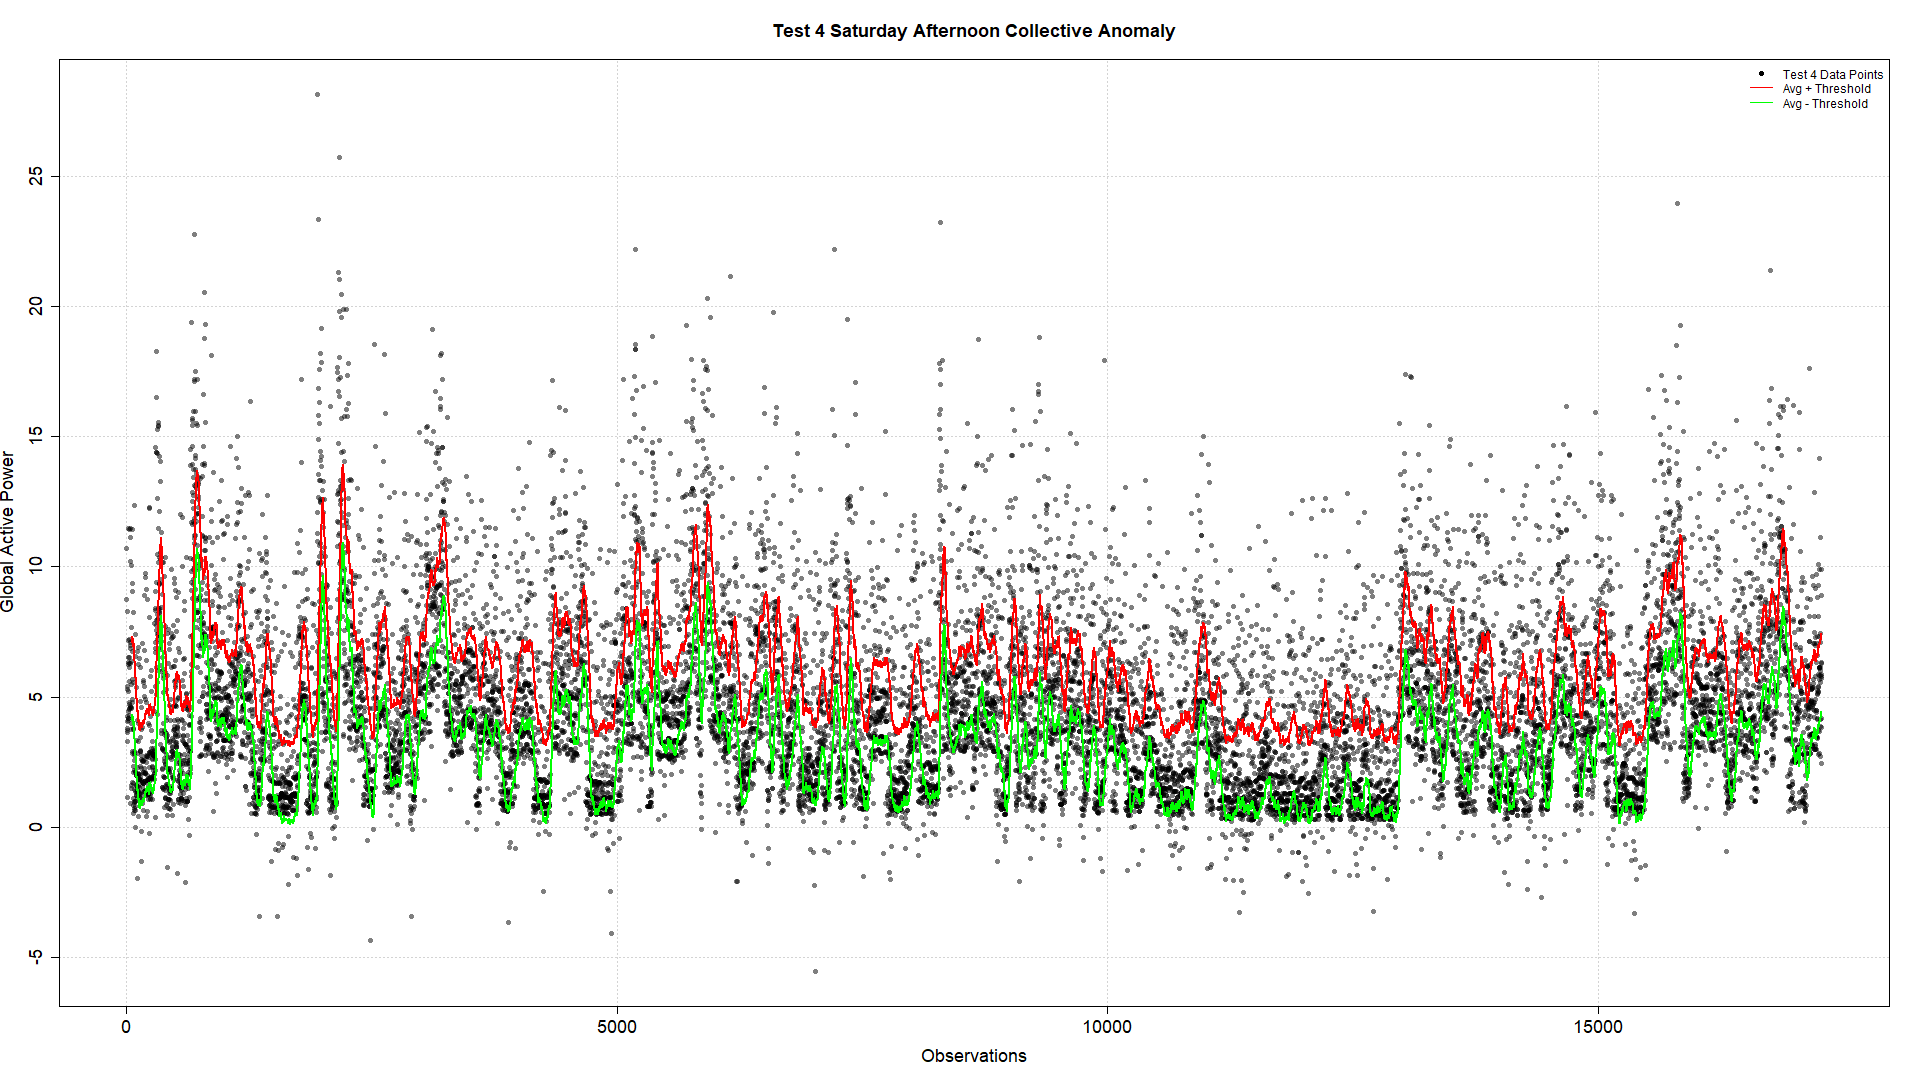 Test 4 Saturday Afternoon Collective Anomaly
Test 4 Data Points
Avg + Threshold
Avg - Threshold
Global Active Power
25
20
15
10
5
0
-5
0 5000 10000 15000
Observations